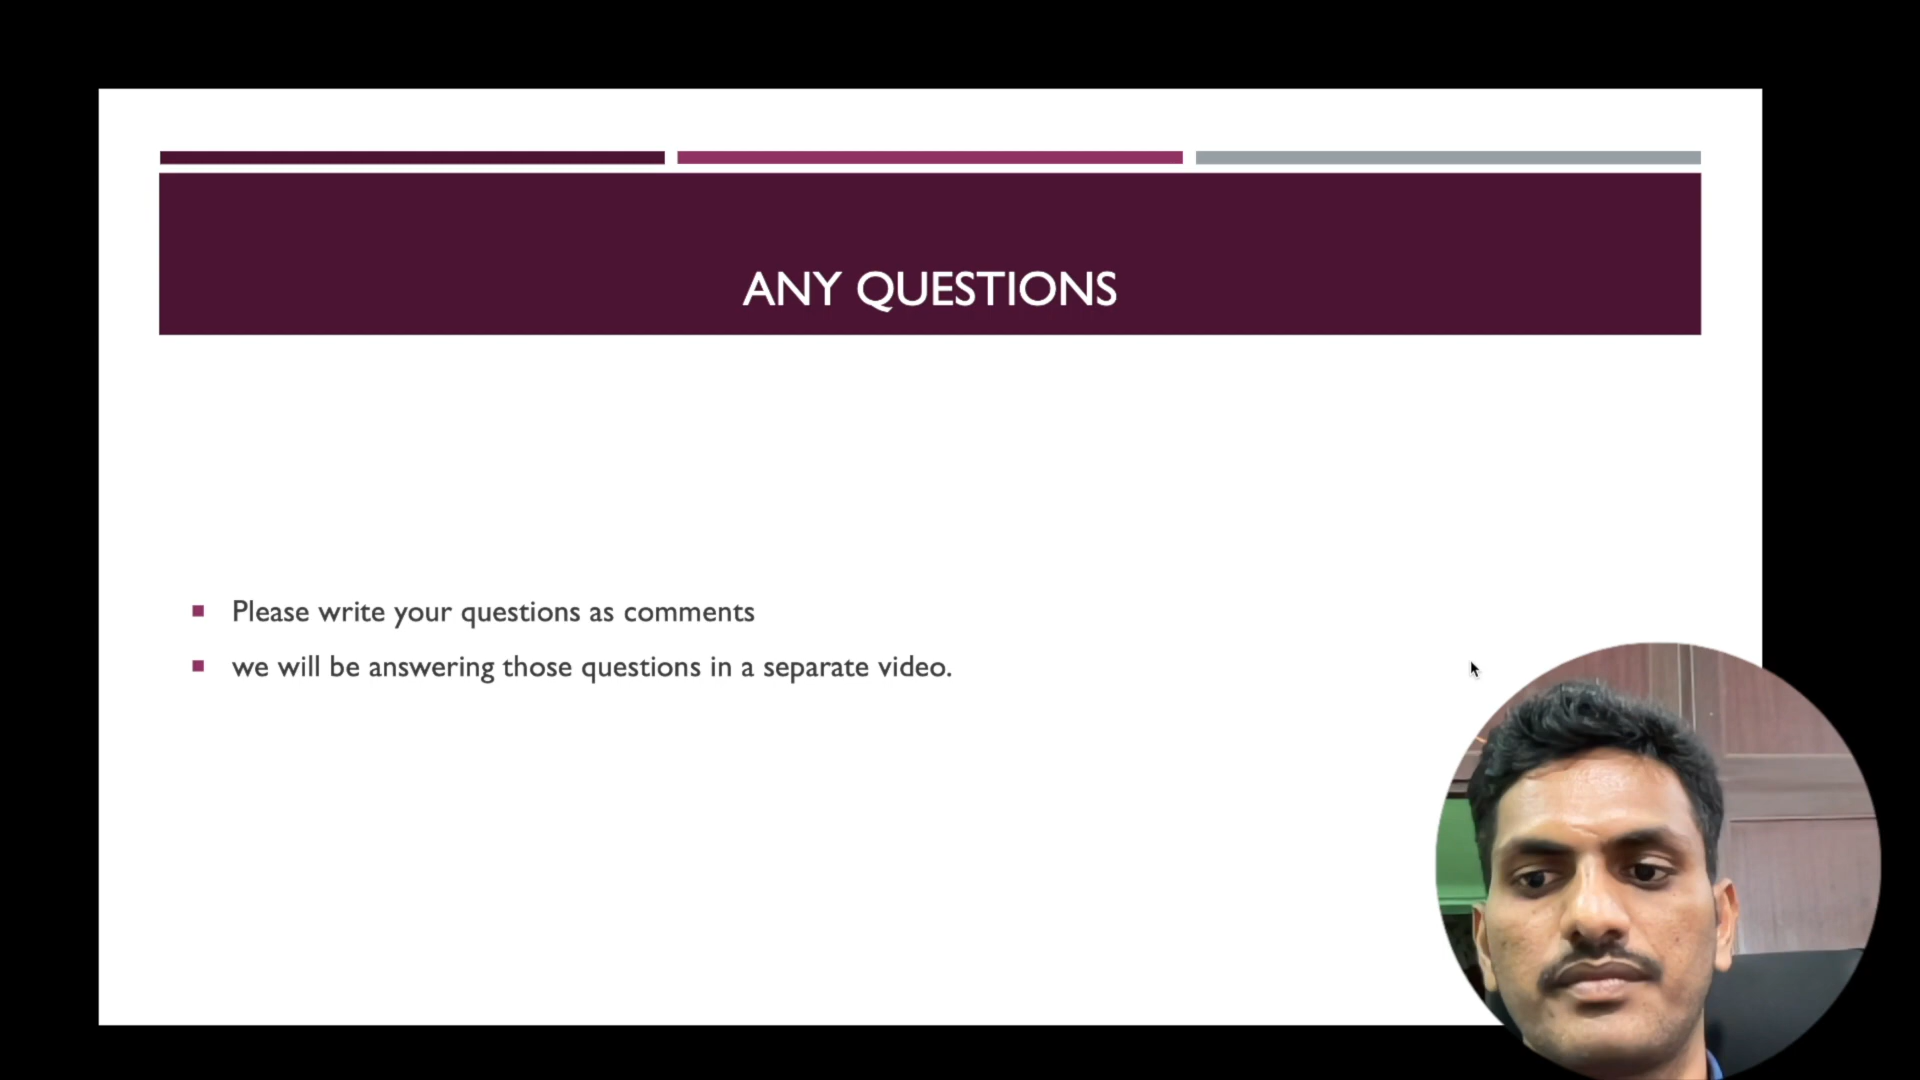 ANY QUESTIONS
Please write your questions as comments
we will be answering those questions in a separate video.